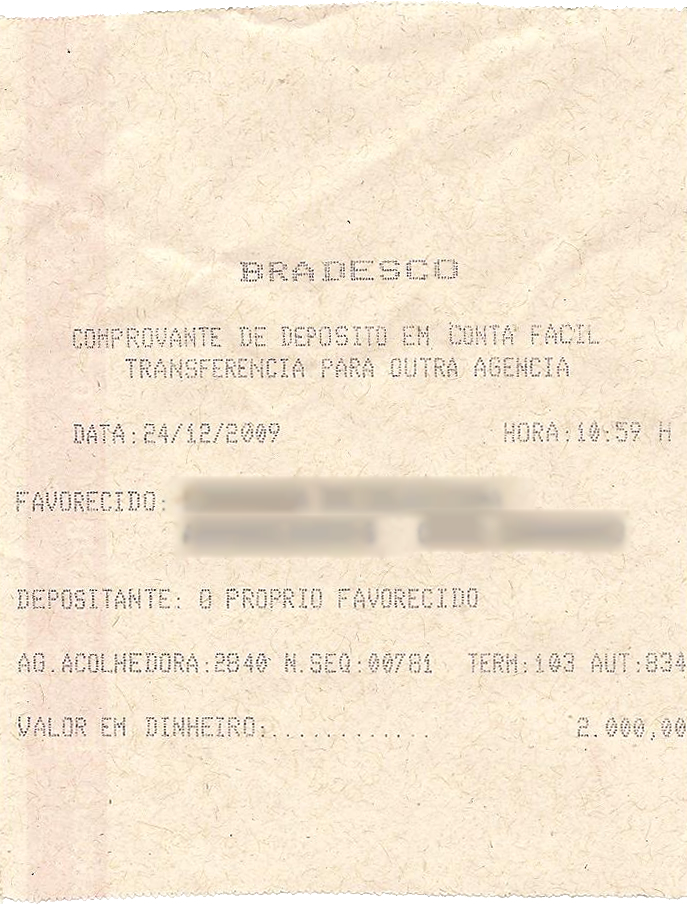 BRADESCO
COMPROVANTE DE DEPOSITO EM CONTA FACIL
TRANSFERENCIA PARA OUTRA AGENCIA
DATA:24/12/2009 HORA:10:59 H
FAVORECIDO:
DEPOSITANTE: O PROPRIO FAVORECIDO
AG.ACOLHEDORA:2840 N.SEQ:00781 TERM:103 AUT:834
VALOR EM DINHEIRO:............ 2.000,00